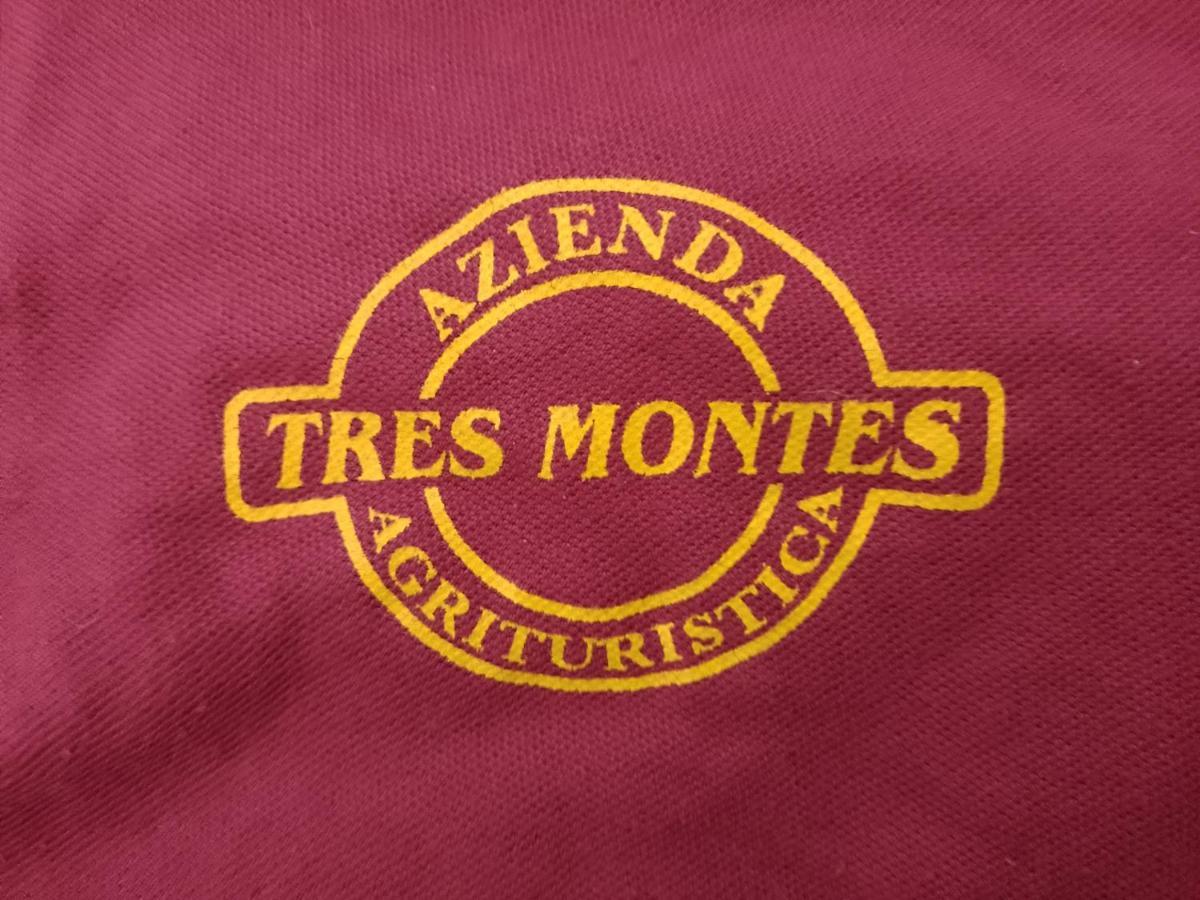 AZIENDA
TRES MONTES
AGRITURISTICA